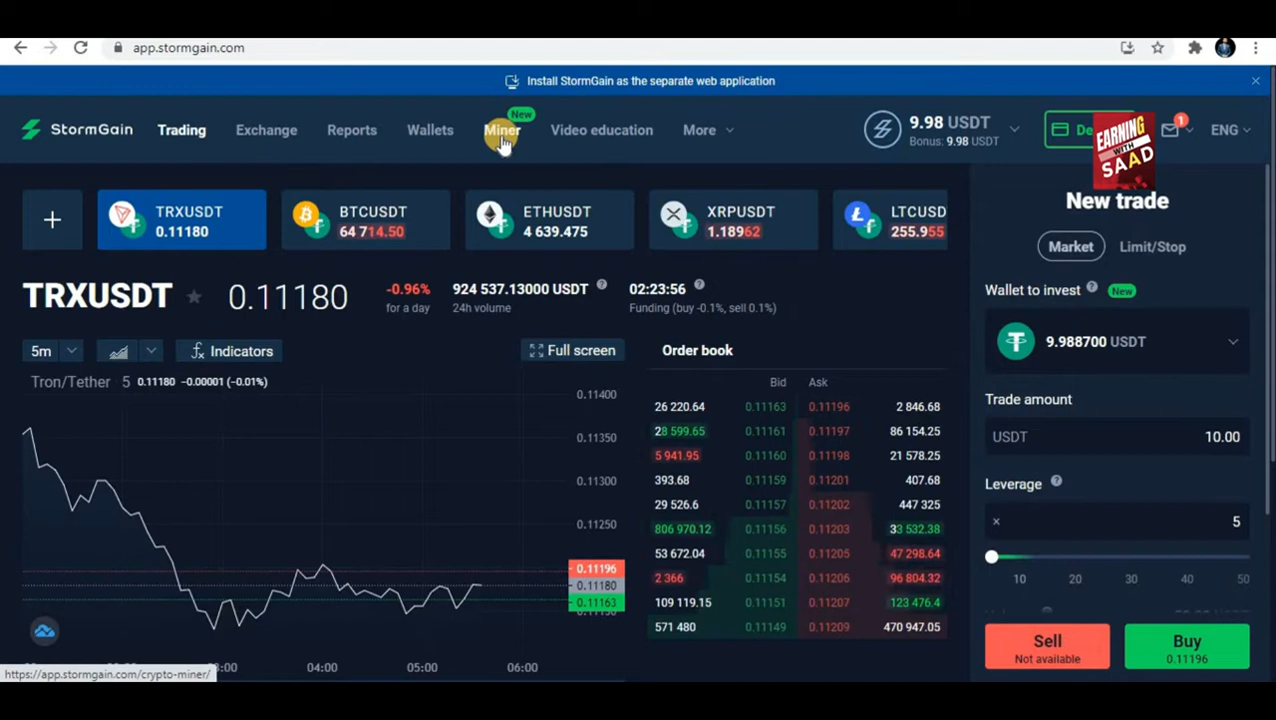 app.stormgain.com
Install StormGain as the separate web application
StormGain
Trading
Exchange
Reports
Wallets
Miner
New
Video education
More
9.98 USDT
Bonus: 9.98 USDT
1
ENG
EARNING
WITH
SAAD
TRXUSDT
0.11180
BTCUSDT
64 714.50
ETHUSDT
4 639.475
XRPUSDT
1.18962
LTCUSD
255.955
TRXUSDT
0.11180
-0.96%
for a day
924 537.13000 USDT
24h volume
02:23:56
Funding (buy -0.1%, sell 0.1%)
5m
Indicators
Full screen
Tron/Tether 5 0.11180 −0.00001 (−0.01%)
0.11400
0.11350
0.11300
0.11250
0.11196
0.11180
0.11163
03:00
04:00
05:00
06:00
https://app.stormgain.com/crypto-miner/
Order book
Bid Ask
26 220.64 0.11163 0.11196 2 846.68
28 599.65 0.11161 0.11197 86 154.25
5 941.95 0.11160 0.11198 21 578.25
393.68 0.11159 0.11201 407.68
29 526.6 0.11157 0.11202 447 325
806 970.12 0.11156 0.11203 33 532.38
53 672.04 0.11155 0.11205 47 298.64
2 366 0.11154 0.11206 96 804.32
109 119.15 0.11151 0.11207 123 476.4
571 480 0.11149 0.11209 470 947.05
New trade
Market
Limit/Stop
Wallet to invest
New
9.988700 USDT
Trade amount
USDT 10.00
Leverage
× 5
10 20 30 40 50
Sell
Not available
Buy
0.11196